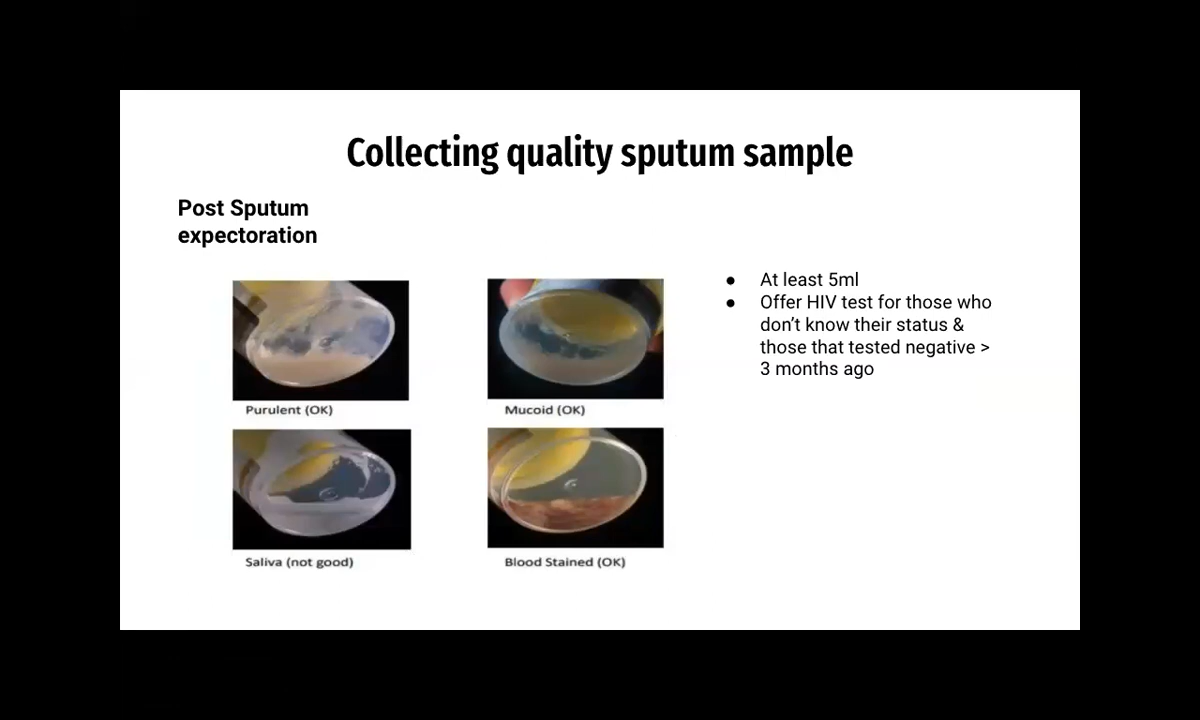 Collecting quality sputum sample
Post Sputum
expectoration
Purulent (OK)
Mucoid (OK)
Saliva (not good)
Blood Stained (OK)
● At least 5ml
● Offer HIV test for those who
don’t know their status &
those that tested negative >
3 months ago